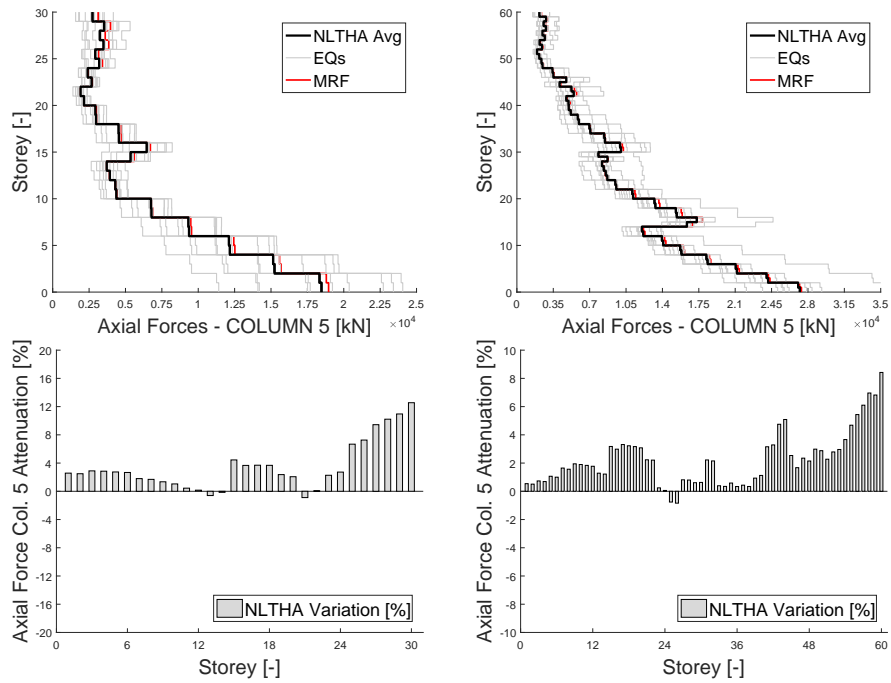 30
25
20
15
10
5
0
Storey [-]
NLTHA Avg
EQs
MRF
0 0.25 0.5 0.75 1 1.25 1.5 1.75 2 2.25 2.5
Axial Forces - COLUMN 5 [kN]
×10⁴
60
50
40
30
20
10
0
Storey [-]
NLTHA Avg
EQs
MRF
0 0.35 0.7 1.05 1.4 1.75 2.1 2.45 2.8 3.15 3.5
Axial Forces - COLUMN 5 [kN]
×10⁴
20
16
12
8
4
0
-4
-8
-12
-16
-20
Axial Force Col. 5 Attenuation [%]
NLTHA Variation [%]
0 6 12 18 24 30
Storey [-]
10
8
6
4
2
0
-2
-4
-6
-8
-10
Axial Force Col. 5 Attenuation [%]
NLTHA Variation [%]
0 12 24 36 48 60
Storey [-]